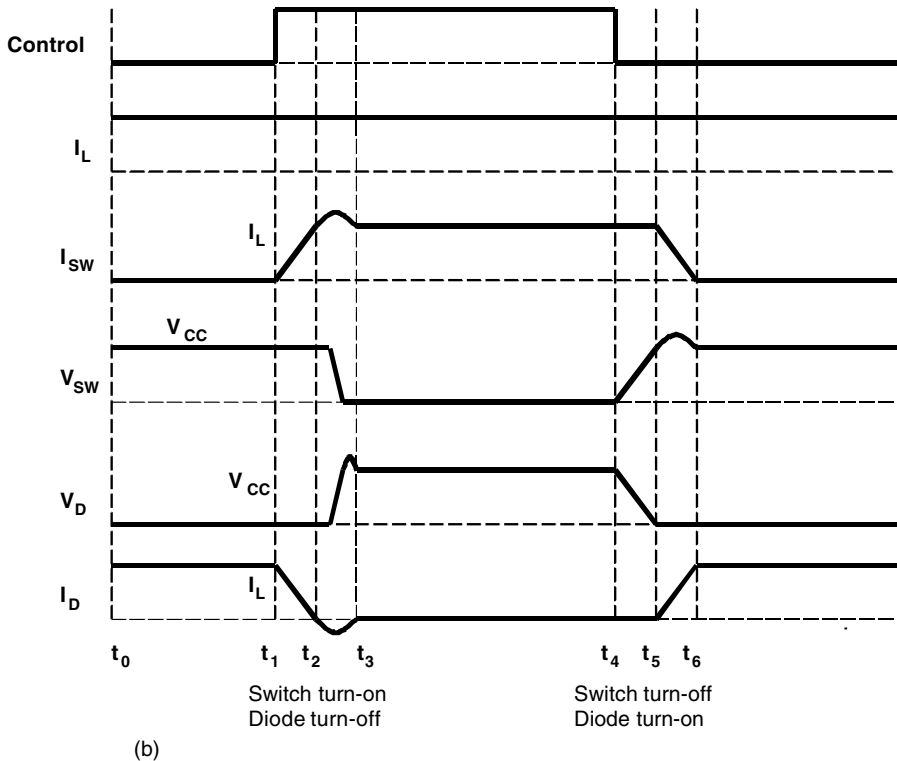 Control
I_L
I_L
I_SW
V_CC
V_SW
V_CC
V_D
I_L
I_D
t_0 t_1 t_2 t_3 t_4 t_5 t_6
Switch turn-on Switch turn-off
Diode turn-off Diode turn-on
(b)